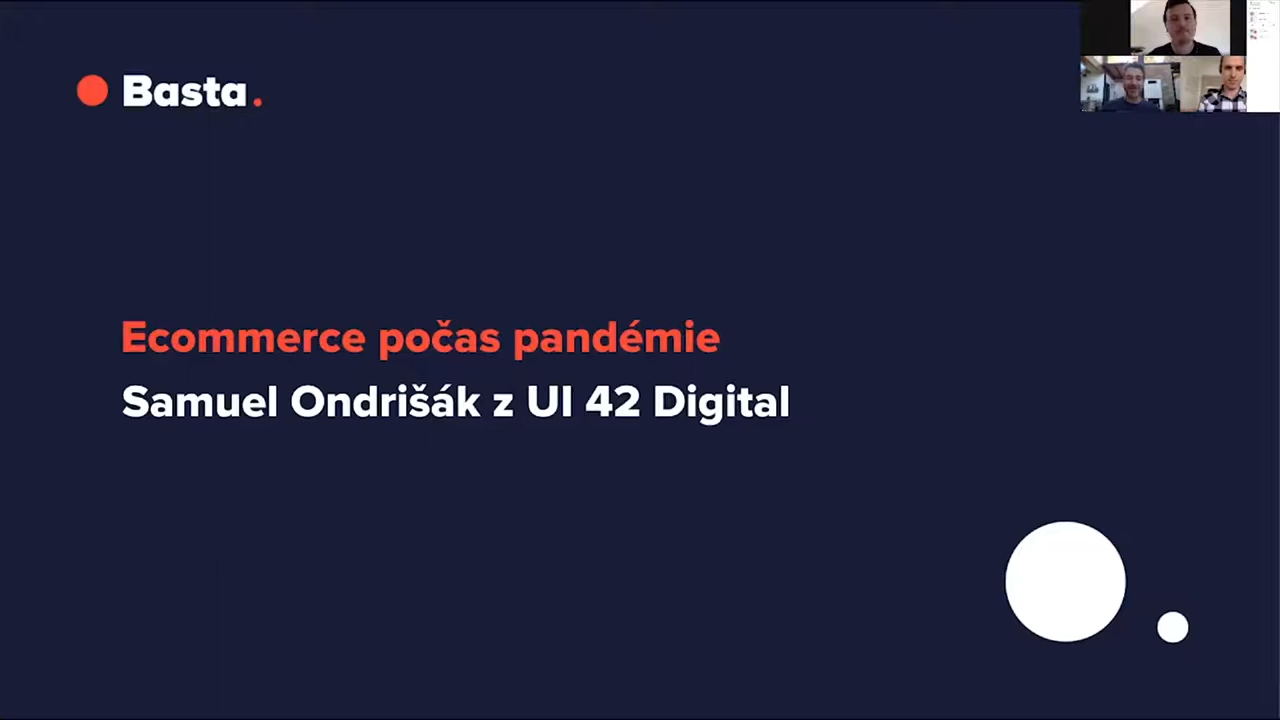 Basta.
Ecommerce počas pandémie
Samuel Ondrišák z UI 42 Digital